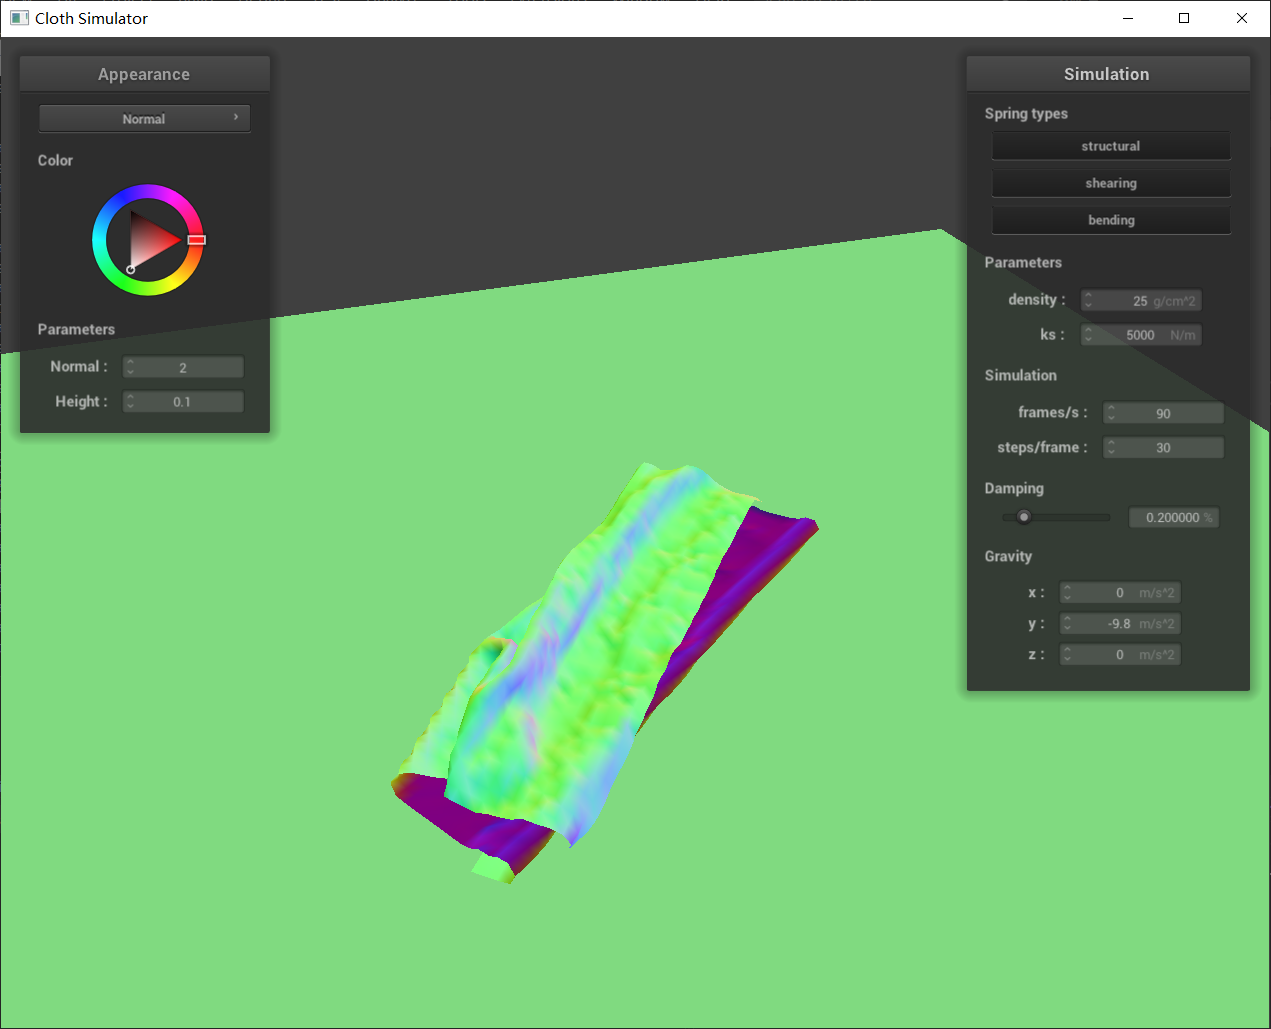 Cloth Simulator
Appearance
Normal
Color
Parameters
Normal : 2
Height : 0.1
Simulation
Spring types
structural
shearing
bending
Parameters
density : 25 g/cm^2
ks : 5000 N/m
Simulation
frames/s : 90
steps/frame : 30
Damping
0.200000 %
Gravity
x : 0 m/s^2
y : -9.8 m/s^2
z : 0 m/s^2